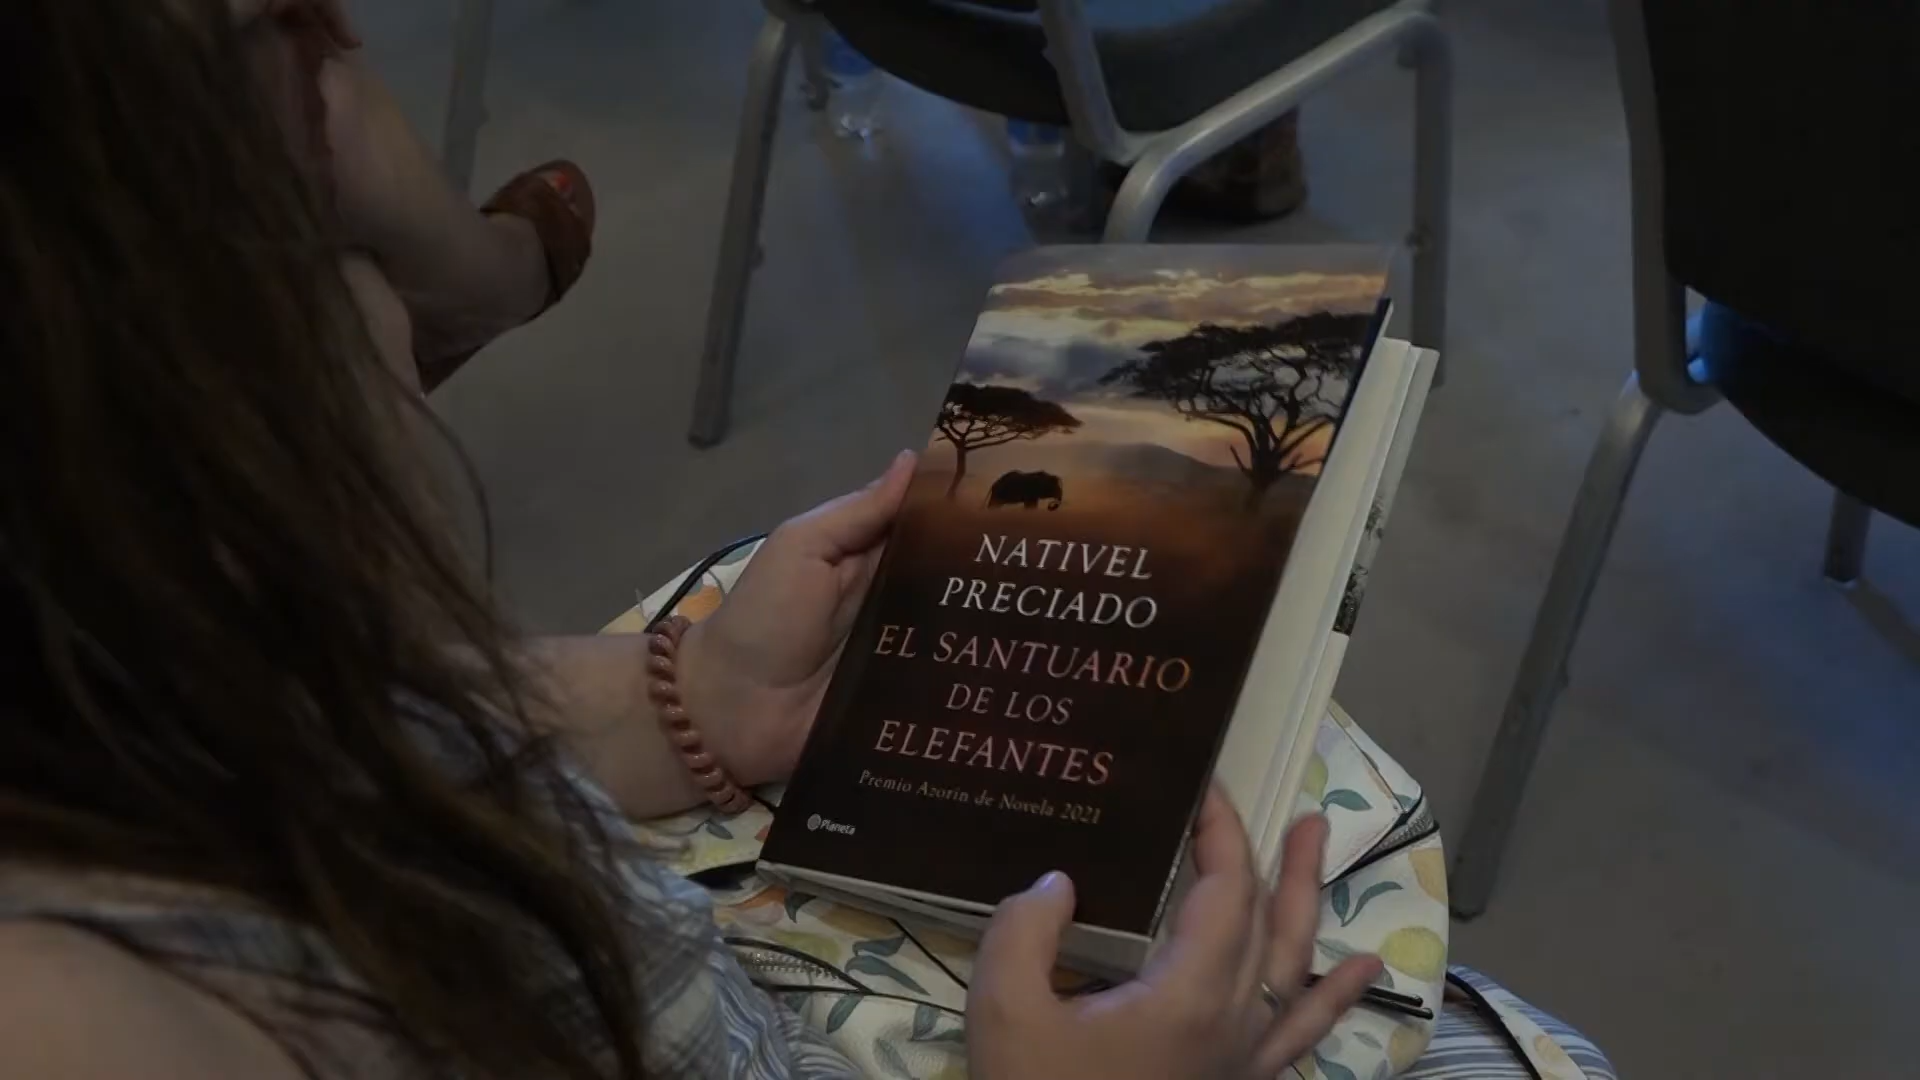 NATIVEL
PRECIADO
EL SANTUARIO
DE LOS
ELEFANTES
Premio Azorín de Novela 2021
Planeta